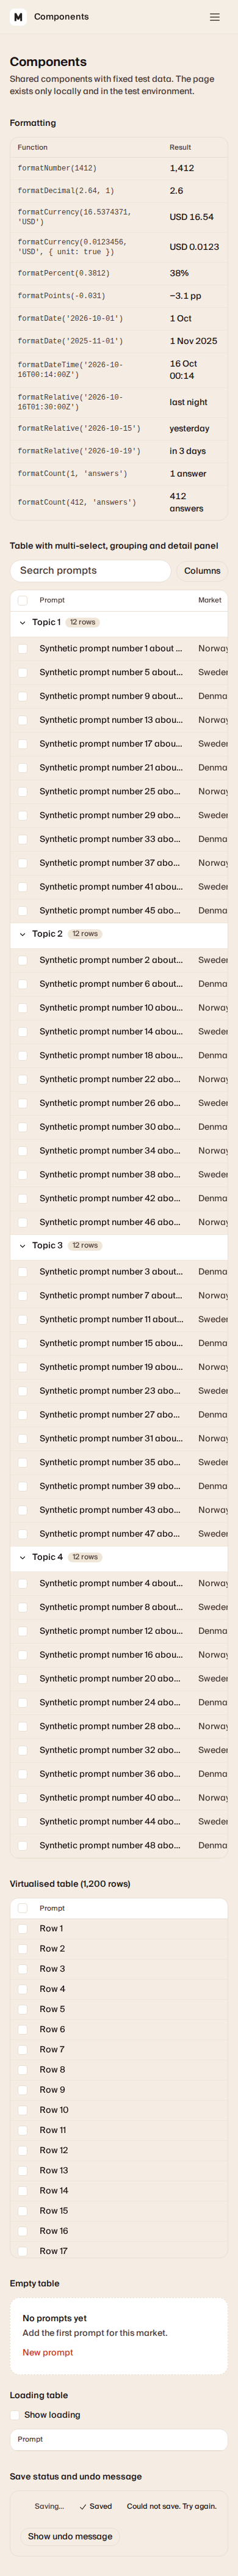 M Components
Components
Shared components with fixed test data. The page
exists only locally and in the test environment.
Formatting
Function Result
formatNumber(1412) 1,412
formatDecimal(2.64, 1) 2.6
formatCurrency(16.5374371,
'USD') USD 16.54
formatCurrency(0.0123456,
'USD', { unit: true }) USD 0.0123
formatPercent(0.3812) 38%
formatPoints(-0.031) −3.1 pp
formatDate('2026-10-01') 1 Oct
formatDate('2025-11-01') 1 Nov 2025
formatDateTime('2026-10-
16T00:14:00Z') 16 Oct
00:14
formatRelative('2026-10-
16T01:30:00Z') last night
formatRelative('2026-10-15') yesterday
formatRelative('2026-10-19') in 3 days
formatCount(1, 'answers') 1 answer
formatCount(412, 'answers') 412
answers
Table with multi-select, grouping and detail panel
Search prompts Columns
Prompt Market
Topic 1 12 rows
Synthetic prompt number 1 about ... Norway
Synthetic prompt number 5 about... Sweden
Synthetic prompt number 9 about... Denma
Synthetic prompt number 13 abou... Norway
Synthetic prompt number 17 abou... Sweden
Synthetic prompt number 21 abou... Denma
Synthetic prompt number 25 abo... Norway
Synthetic prompt number 29 abo... Sweden
Synthetic prompt number 33 abo... Denma
Synthetic prompt number 37 abo... Norway
Synthetic prompt number 41 abou... Sweden
Synthetic prompt number 45 abo... Denma
Topic 2 12 rows
Synthetic prompt number 2 about... Sweden
Synthetic prompt number 6 about... Denma
Synthetic prompt number 10 abou... Norway
Synthetic prompt number 14 abou... Sweden
Synthetic prompt number 18 abou... Denma
Synthetic prompt number 22 abo... Norway
Synthetic prompt number 26 abo... Sweden
Synthetic prompt number 30 abo... Denma
Synthetic prompt number 34 abo... Norway
Synthetic prompt number 38 abo... Sweden
Synthetic prompt number 42 abo... Denma
Synthetic prompt number 46 abo... Norway
Topic 3 12 rows
Synthetic prompt number 3 about... Denma
Synthetic prompt number 7 about... Norway
Synthetic prompt number 11 about... Sweden
Synthetic prompt number 15 abou... Denma
Synthetic prompt number 19 abou... Norway
Synthetic prompt number 23 abo... Sweden
Synthetic prompt number 27 abo... Denma
Synthetic prompt number 31 abou... Norway
Synthetic prompt number 35 abo... Sweden
Synthetic prompt number 39 abo... Denma
Synthetic prompt number 43 abo... Norway
Synthetic prompt number 47 abo... Sweden
Topic 4 12 rows
Synthetic prompt number 4 about... Norway
Synthetic prompt number 8 about... Sweden
Synthetic prompt number 12 abou... Denma
Synthetic prompt number 16 abou... Norway
Synthetic prompt number 20 abo... Sweden
Synthetic prompt number 24 abo... Denma
Synthetic prompt number 28 abo... Norway
Synthetic prompt number 32 abo... Sweden
Synthetic prompt number 36 abo... Denma
Synthetic prompt number 40 abo... Norway
Synthetic prompt number 44 abo... Sweden
Synthetic prompt number 48 abo... Denma
Virtualised table (1,200 rows)
Prompt
Row 1
Row 2
Row 3
Row 4
Row 5
Row 6
Row 7
Row 8
Row 9
Row 10
Row 11
Row 12
Row 13
Row 14
Row 15
Row 16
Row 17
Empty table
No prompts yet
Add the first prompt for this market.
New prompt
Loading table
Show loading
Prompt
Save status and undo message
Saving... Saved Could not save. Try again.
Show undo message